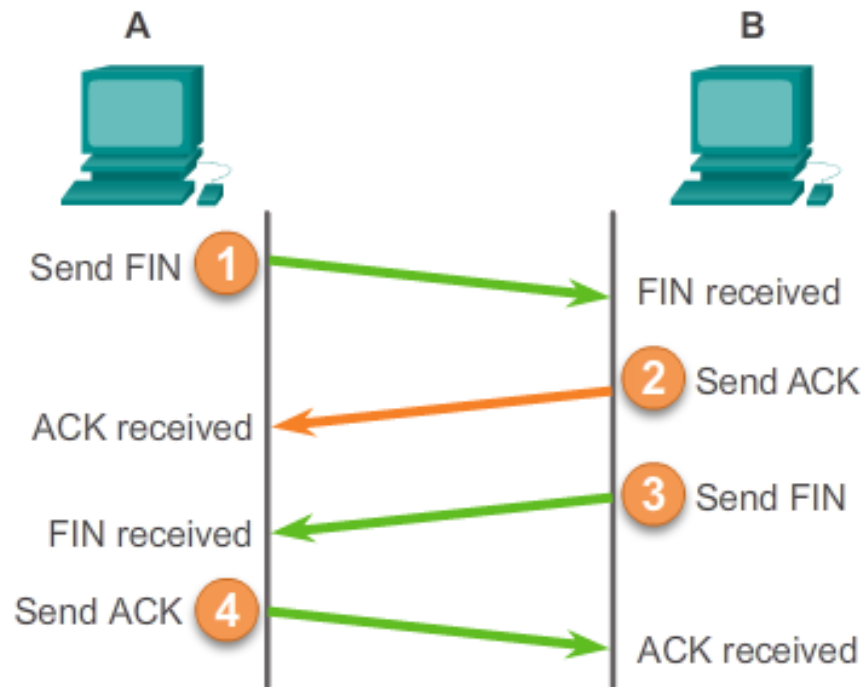 A
B
Send FIN 1
FIN received
2 Send ACK
ACK received
3 Send FIN
FIN received
Send ACK 4
ACK received